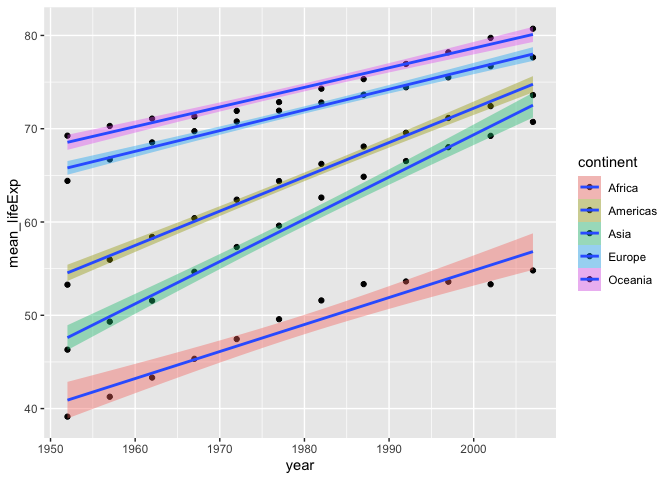 80
70
60
50
40
mean_lifeExp
1950
1960
1970
1980
1990
2000
year
continent
Africa
Americas
Asia
Europe
Oceania